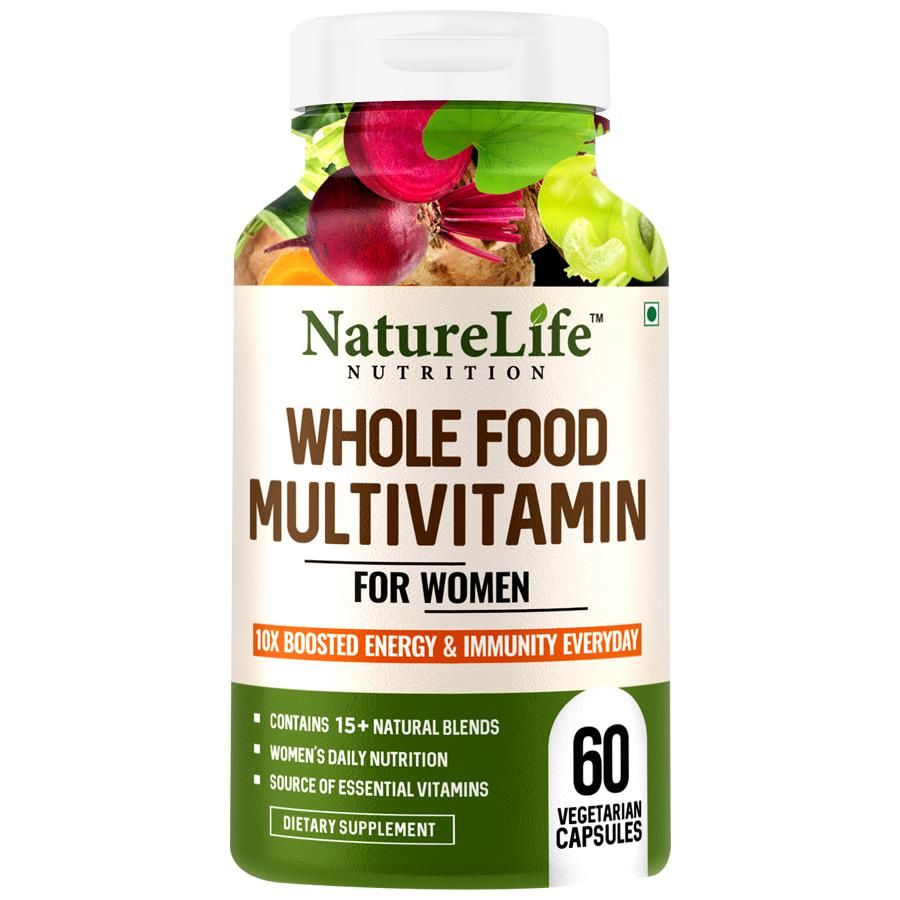 NatureLife™
NUTRITION
WHOLE FOOD
MULTIVITAMIN
FOR WOMEN
10X BOOSTED ENERGY & IMMUNITY EVERYDAY
▪ CONTAINS 15+ NATURAL BLENDS
▪ WOMEN'S DAILY NUTRITION
▪ SOURCE OF ESSENTIAL VITAMINS
DIETARY SUPPLEMENT
60
VEGETARIAN
CAPSULES